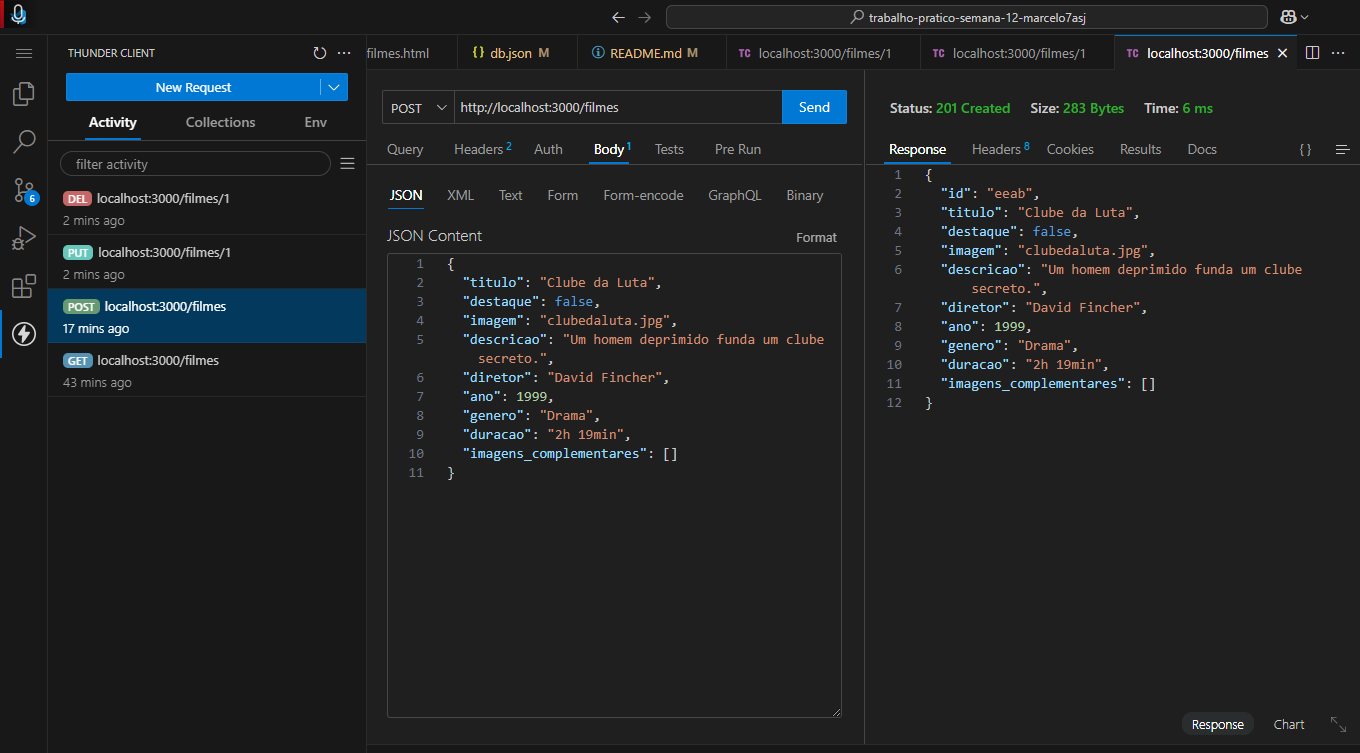 trabalho-pratico-semana-12-marcelo7asj
THUNDER CLIENT
New Request
Activity
Collections
Env
filter activity
DEL localhost:3000/filmes/1
2 mins ago
PUT localhost:3000/filmes/1
2 mins ago
POST localhost:3000/filmes
17 mins ago
GET localhost:3000/filmes
43 mins ago
6
filmes.html
{} db.json M
README.md M
TC localhost:3000/filmes/1
TC localhost:3000/filmes/1
TC localhost:3000/filmes
POST http://localhost:3000/filmes Send
Query Headers 2 Auth Body 1 Tests Pre Run
JSON XML Text Form Form-encode GraphQL Binary
JSON Content
Format
1 {
2 "titulo": "Clube da Luta",
3 "destaque": false,
4 "imagem": "clubedaluta.jpg",
5 "descricao": "Um homem deprimido funda um clube
secreto.",
6 "diretor": "David Fincher",
7 "ano": 1999,
8 "genero": "Drama",
9 "duracao": "2h 19min",
10 "imagens_complementares": []
11 }
Status: 201 Created Size: 283 Bytes Time: 6 ms
Response Headers 8 Cookies Results Docs {}
1 {
2 "id": "eeab",
3 "titulo": "Clube da Luta",
4 "destaque": false,
5 "imagem": "clubedaluta.jpg",
6 "descricao": "Um homem deprimido funda um clube
secreto.",
7 "diretor": "David Fincher",
8 "ano": 1999,
9 "genero": "Drama",
10 "duracao": "2h 19min",
11 "imagens_complementares": []
12 }
Response Chart